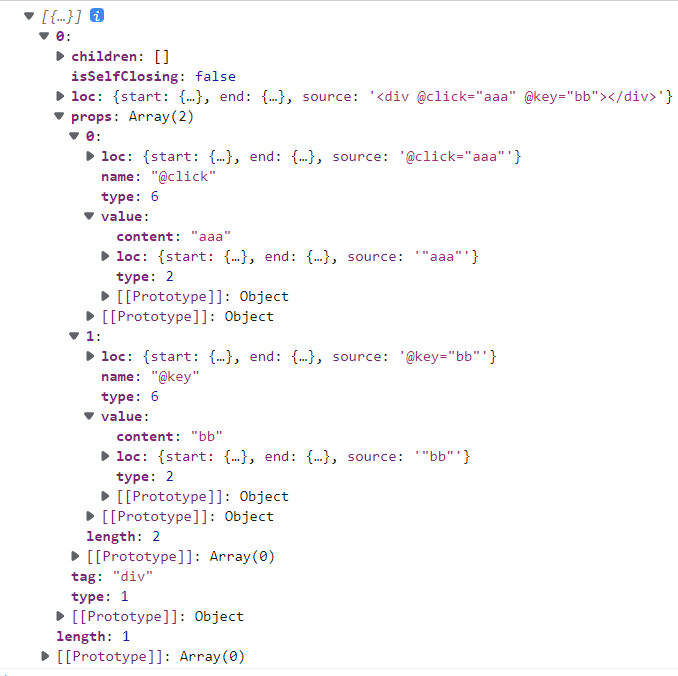 [{…}] i
0:
children: []
isSelfClosing: false
loc: {start: {…}, end: {…}, source: '<div @click="aaa" @key="bb"></div>'}
props: Array(2)
0:
loc: {start: {…}, end: {…}, source: '@click="aaa"'}
name: "@click"
type: 6
value:
content: "aaa"
loc: {start: {…}, end: {…}, source: '"aaa"'}
type: 2
[[Prototype]]: Object
[[Prototype]]: Object
1:
loc: {start: {…}, end: {…}, source: '@key="bb"'}
name: "@key"
type: 6
value:
content: "bb"
loc: {start: {…}, end: {…}, source: '"bb"'}
type: 2
[[Prototype]]: Object
[[Prototype]]: Object
length: 2
[[Prototype]]: Array(0)
tag: "div"
type: 1
[[Prototype]]: Object
length: 1
[[Prototype]]: Array(0)